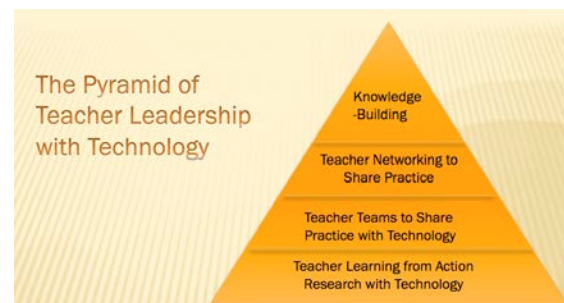 The Pyramid of
Teacher Leadership
with Technology
Knowledge
-Building
Teacher Networking to
Share Practice
Teacher Teams to Share
Practice with Technology
Teacher Learning from Action
Research with Technology